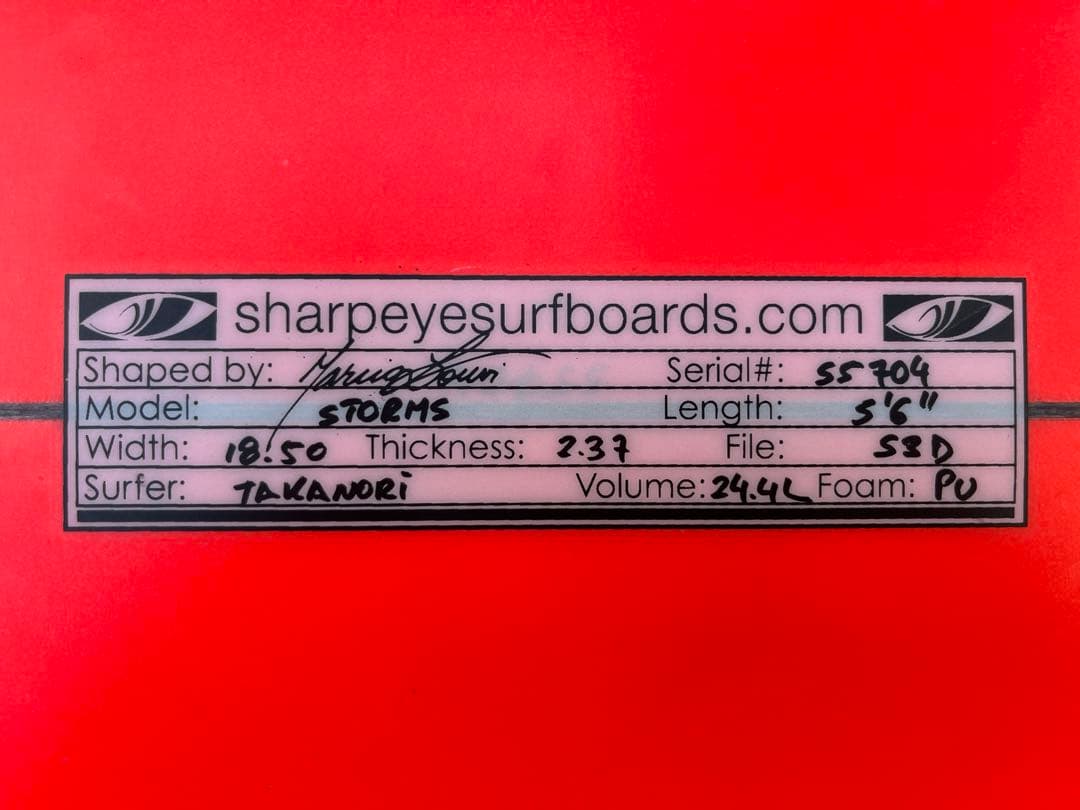 sharpeyesurfboards.com
Shaped by: Serial#: 55704
Model: STORMS Length: 5'6"
Width: 18.50 Thickness: 2.37 File: S3D
Surfer: TAKANORi Volume: 24.4L Foam: PU